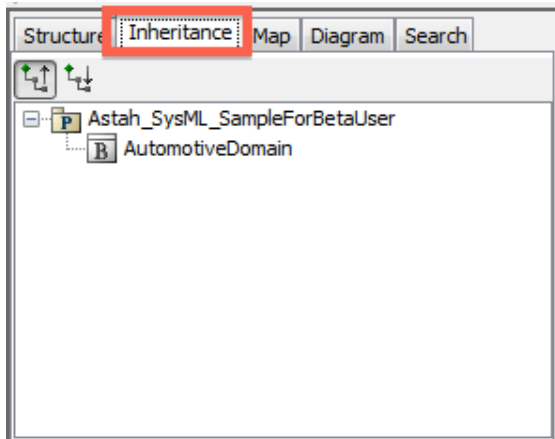 Structure Inheritance Map Diagram Search
P Astah_SysML_SampleForBetaUser
B AutomotiveDomain